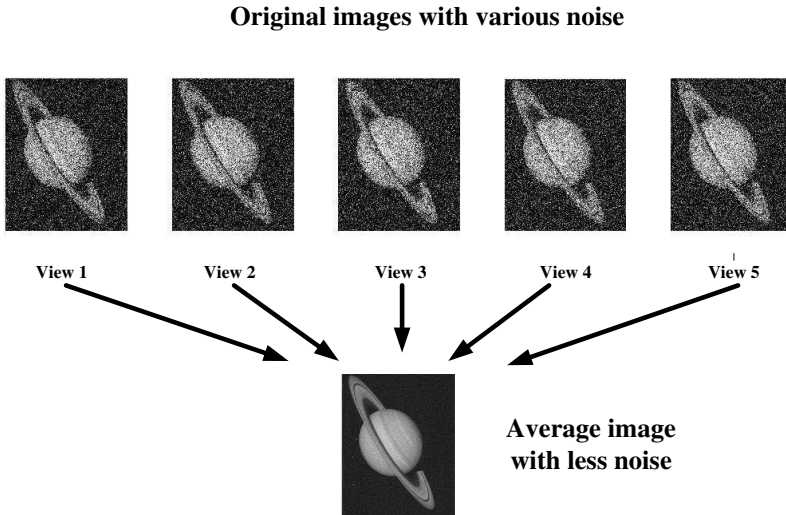 Original images with various noise
View 1
View 2
View 3
View 4
View 5
Average image
with less noise